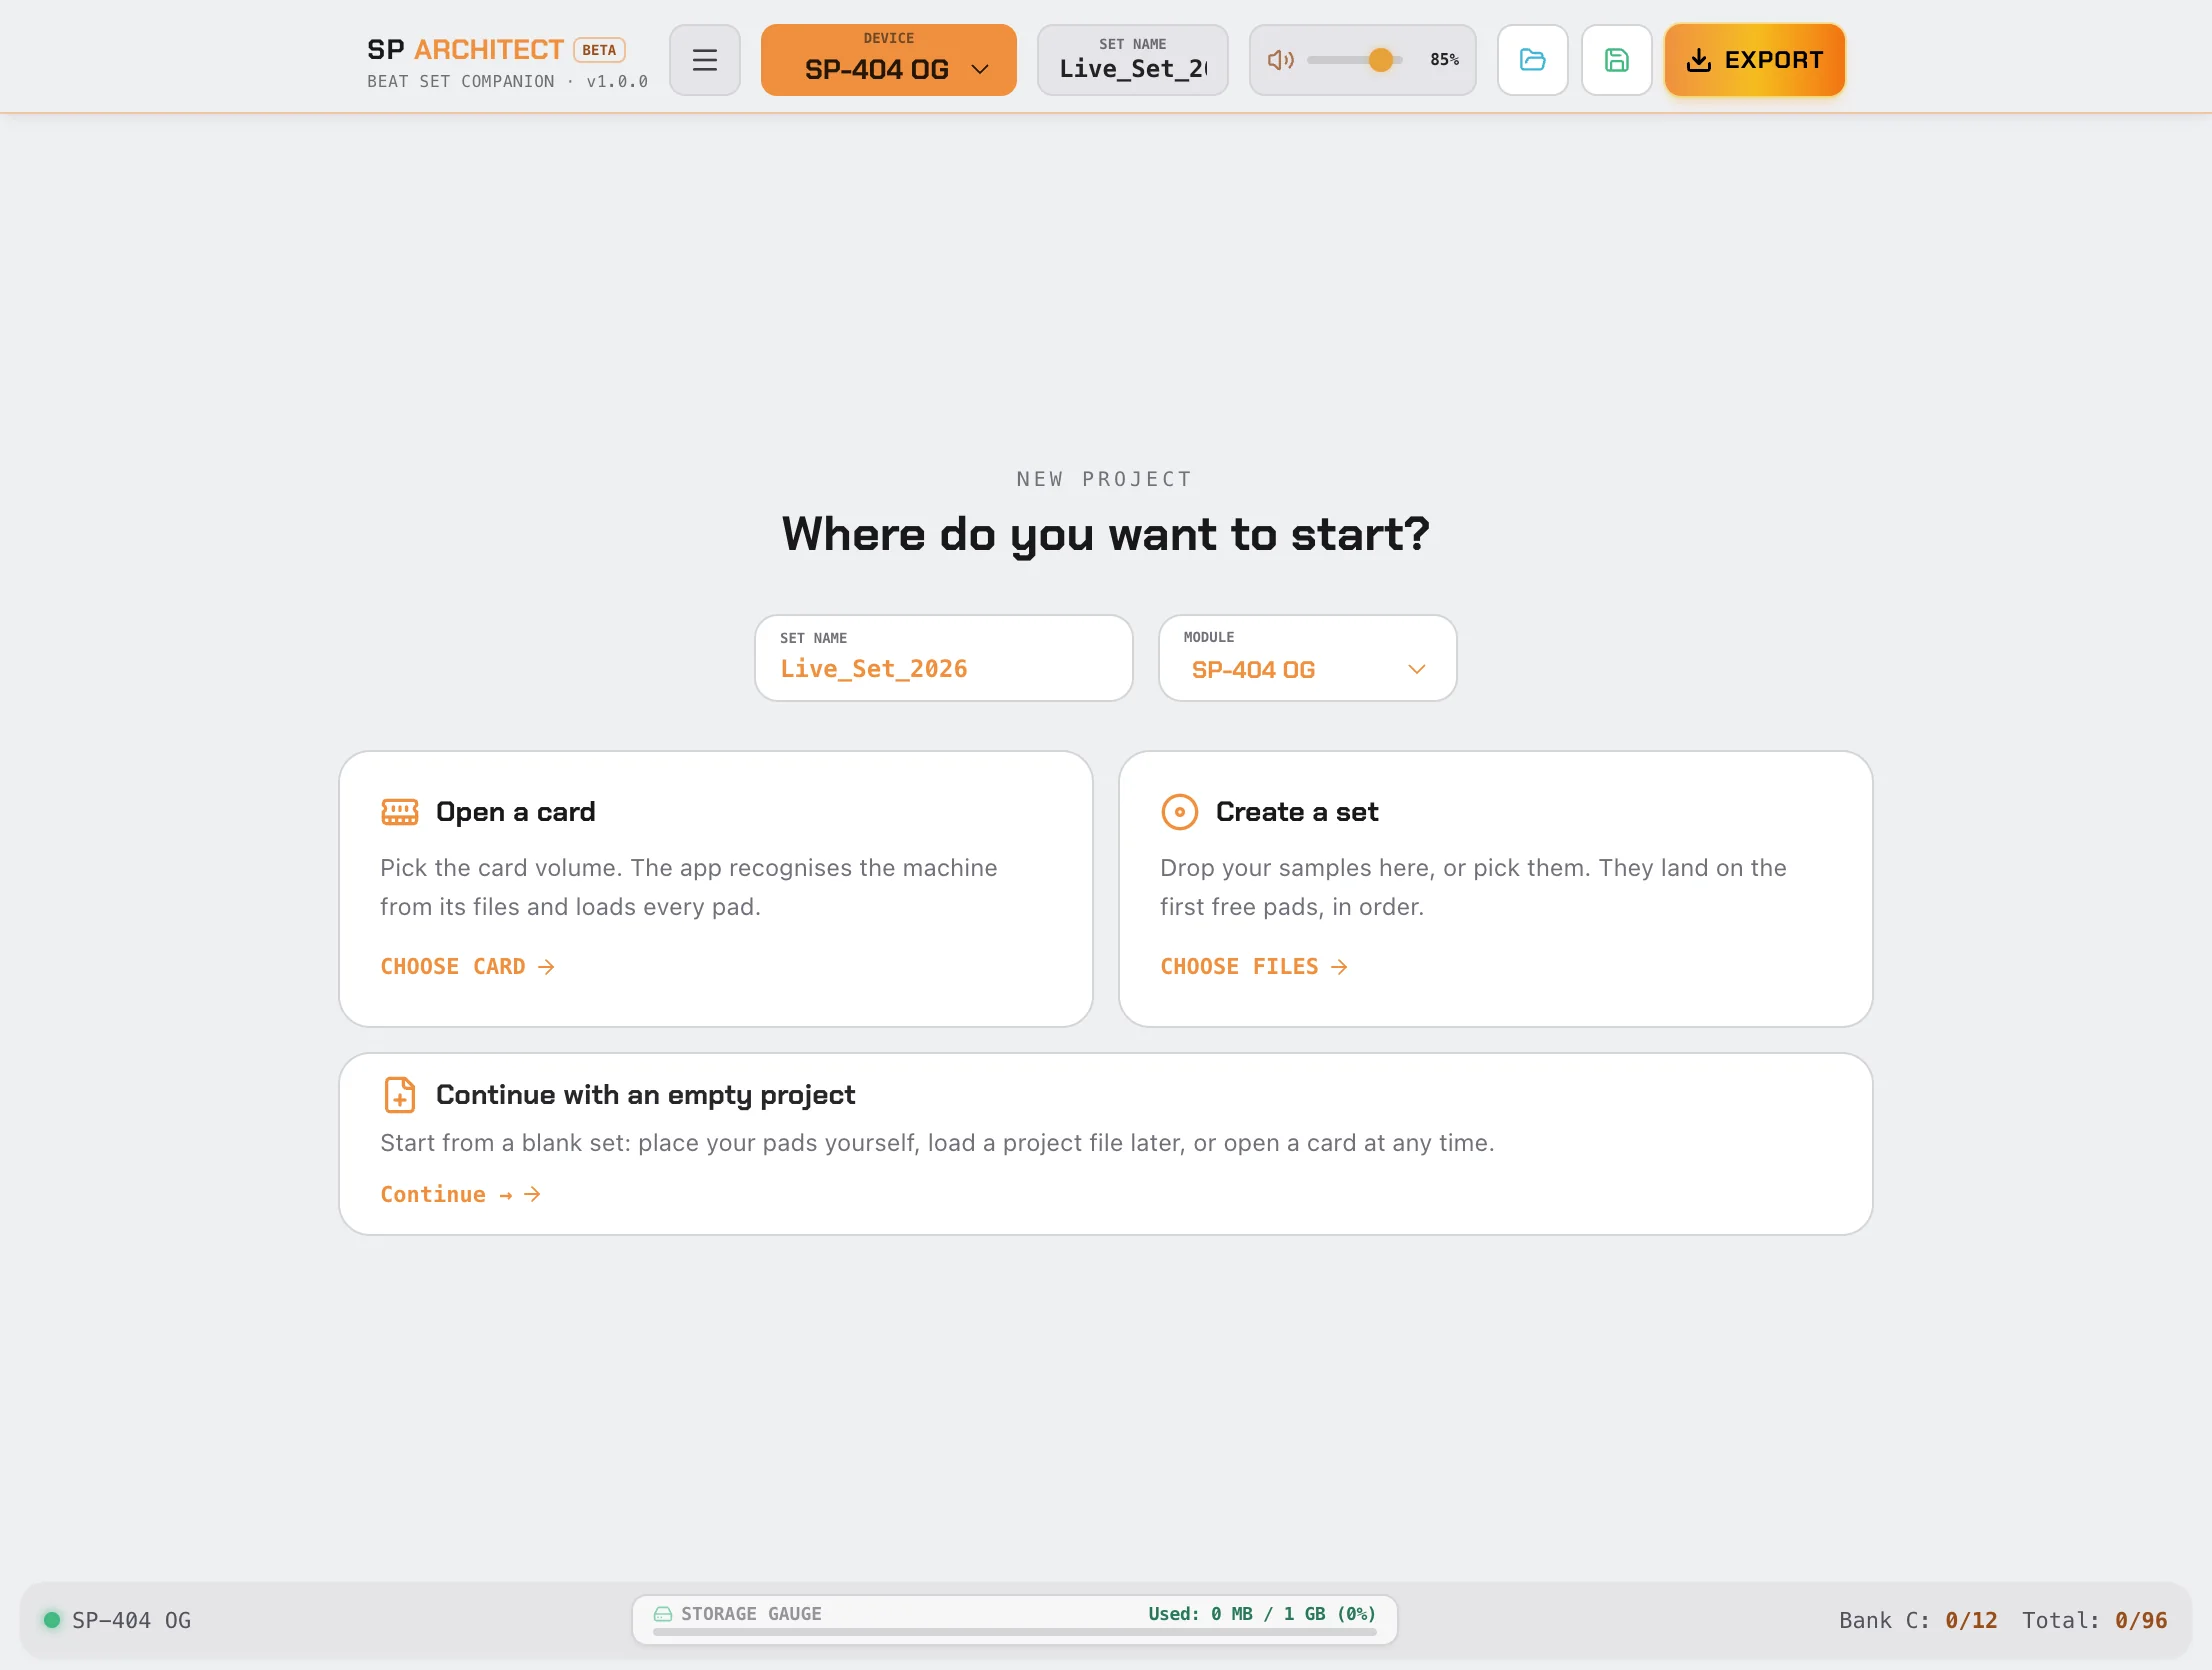 SP ARCHITECT BETA
BEAT SET COMPANION · v1.0.0
DEVICE
SP-404 OG
SET NAME
Live_Set_2
85%
EXPORT
NEW PROJECT
Where do you want to start?
SET NAME
Live_Set_2026
MODULE
SP-404 OG
Open a card
Pick the card volume. The app recognises the machine
from its files and loads every pad.
CHOOSE CARD →
Create a set
Drop your samples here, or pick them. They land on the
first free pads, in order.
CHOOSE FILES →
Continue with an empty project
Start from a blank set: place your pads yourself, load a project file later, or open a card at any time.
Continue → →
SP-404 OG
STORAGE GAUGE
Used: 0 MB / 1 GB (0%)
Bank C: 0/12 Total: 0/96